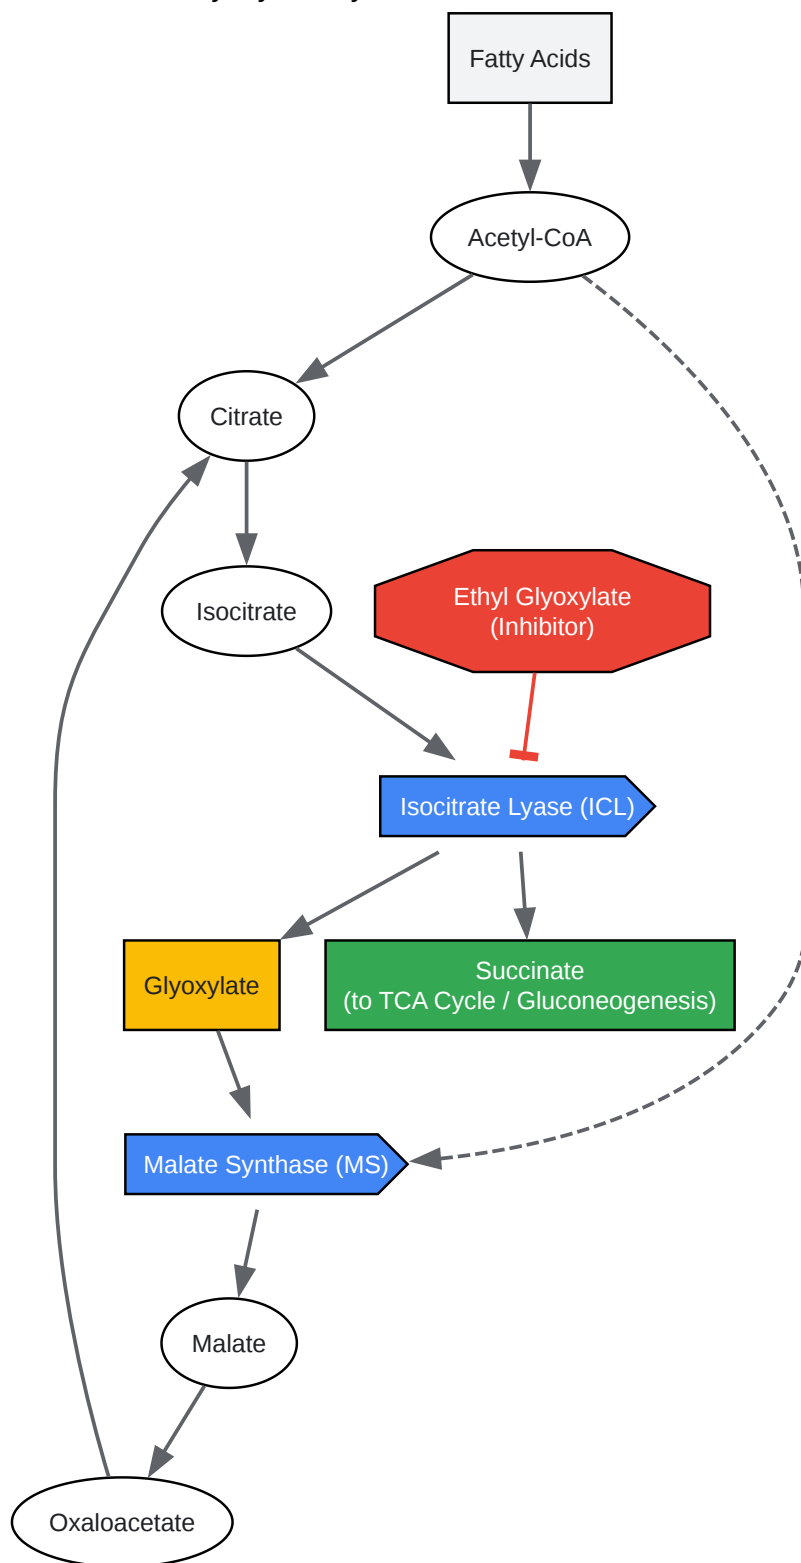 Fatty Acids
Acetyl-CoA
Citrate
Isocitrate
Ethyl Glyoxylate
(Inhibitor)
Isocitrate Lyase (ICL)
Glyoxylate
Succinate
(to TCA Cycle / Gluconeogenesis)
Malate Synthase (MS)
Malate
Oxaloacetate